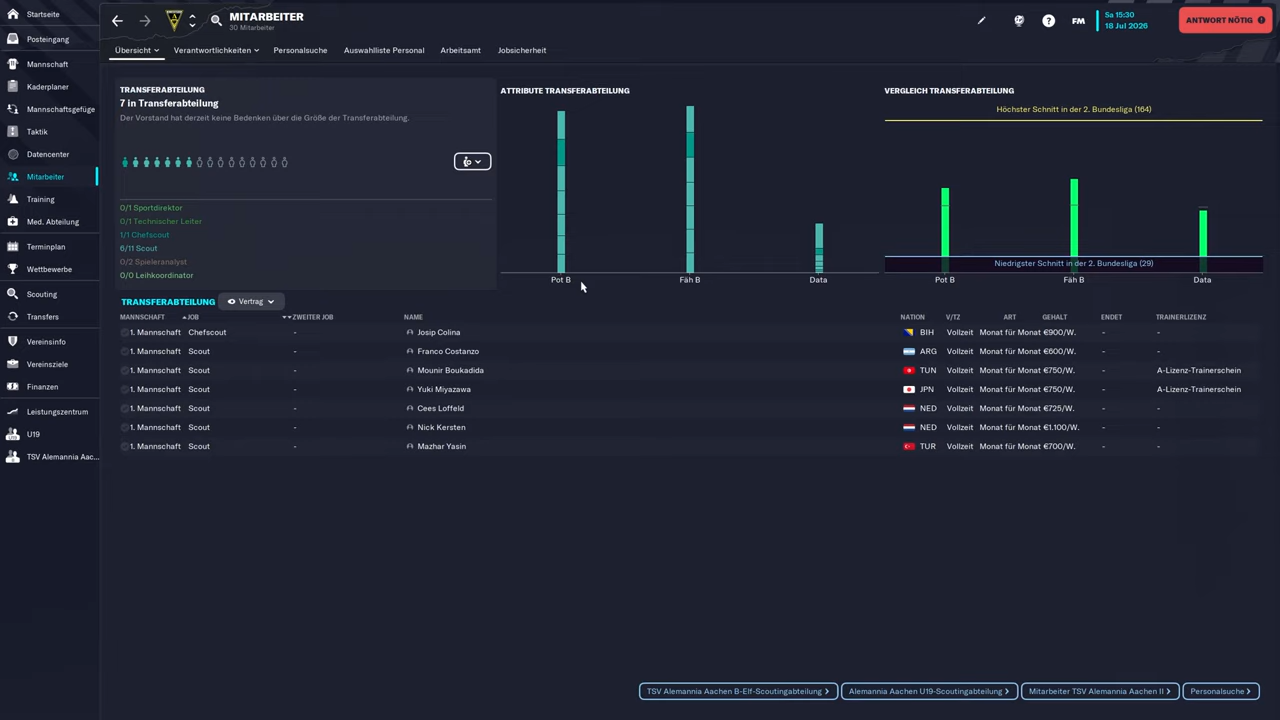 Startseite
Posteingang
Mannschaft
Kaderplaner
Mannschaftsgefüge
Taktik
Datencenter
Mitarbeiter
Training
Med. Abteilung
Terminplan
Wettbewerbe
Scouting
Transfers
Vereinsinfo
Vereinsziele
Finanzen
Leistungszentrum
U19
TSV Alemannia Aac...
MITARBEITER
30 Mitarbeiter
FM
Sa 15:30
18 Jul 2026
ANTWORT NÖTIG
Übersicht Verantwortlichkeiten Personalsuche Auswahlliste Personal Arbeitsamt Jobsicherheit
TRANSFERABTEILUNG
7 in Transferabteilung
Der Vorstand hat derzeit keine Bedenken über die Größe der Transferabteilung.
0/1 Sportdirektor
0/1 Technischer Leiter
1/1 Chefscout
6/11 Scout
0/2 Spieleranalyst
0/0 Leihkoordinator
ATTRIBUTE TRANSFERABTEILUNG
Pot B Fäh B Data
VERGLEICH TRANSFERABTEILUNG
Höchster Schnitt in der 2. Bundesliga (164)
Niedrigster Schnitt in der 2. Bundesliga (29)
Pot B Fäh B Data
TRANSFERABTEILUNG Vertrag
MANNSCHAFT JOB ZWEITER JOB NAME NATION V/TZ ART GEHALT ENDET TRAINERLIZENZ
1. Mannschaft Chefscout - Josip Colina BIH Vollzeit Monat für Monat €900/W. - -
1. Mannschaft Scout - Franco Costanzo ARG Vollzeit Monat für Monat €600/W. - -
1. Mannschaft Scout - Mounir Boukadida TUN Vollzeit Monat für Monat €750/W. - A-Lizenz-Trainerschein
1. Mannschaft Scout - Yuki Miyazawa JPN Vollzeit Monat für Monat €750/W. - A-Lizenz-Trainerschein
1. Mannschaft Scout - Cees Loffeld NED Vollzeit Monat für Monat €725/W. - -
1. Mannschaft Scout - Nick Kersten NED Vollzeit Monat für Monat €1.100/W. - -
1. Mannschaft Scout - Mazhar Yasin TUR Vollzeit Monat für Monat €700/W. - -
TSV Alemannia Aachen B-Elf-Scoutingabteilung Alemannia Aachen U19-Scoutingabteilung Mitarbeiter TSV Alemannia Aachen II Personalsuche